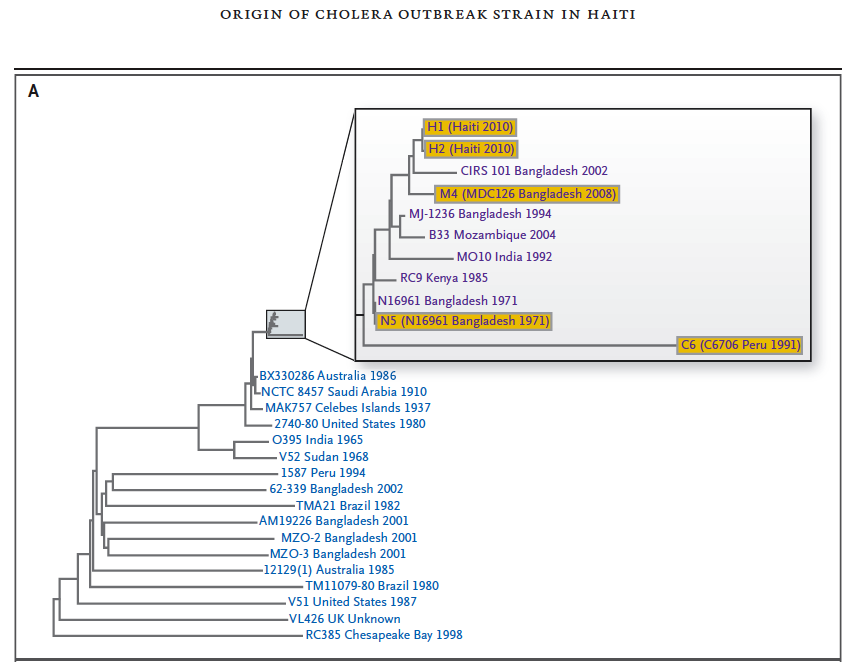 ORIGIN OF CHOLERA OUTBREAK STRAIN IN HAITI
A
H1 (Haiti 2010)
H2 (Haiti 2010)
CIRS 101 Bangladesh 2002
M4 (MDC126 Bangladesh 2008)
MJ-1236 Bangladesh 1994
B33 Mozambique 2004
MO10 India 1992
RC9 Kenya 1985
N16961 Bangladesh 1971
N5 (N16961 Bangladesh 1971)
C6 (C6706 Peru 1991)
BX330286 Australia 1986
NCTC 8457 Saudi Arabia 1910
MAK757 Celebes Islands 1937
2740-80 United States 1980
O395 India 1965
V52 Sudan 1968
1587 Peru 1994
62-339 Bangladesh 2002
TMA21 Brazil 1982
AM19226 Bangladesh 2001
MZO-2 Bangladesh 2001
MZO-3 Bangladesh 2001
12129(1) Australia 1985
TM11079-80 Brazil 1980
V51 United States 1987
VL426 UK Unknown
RC385 Chesapeake Bay 1998